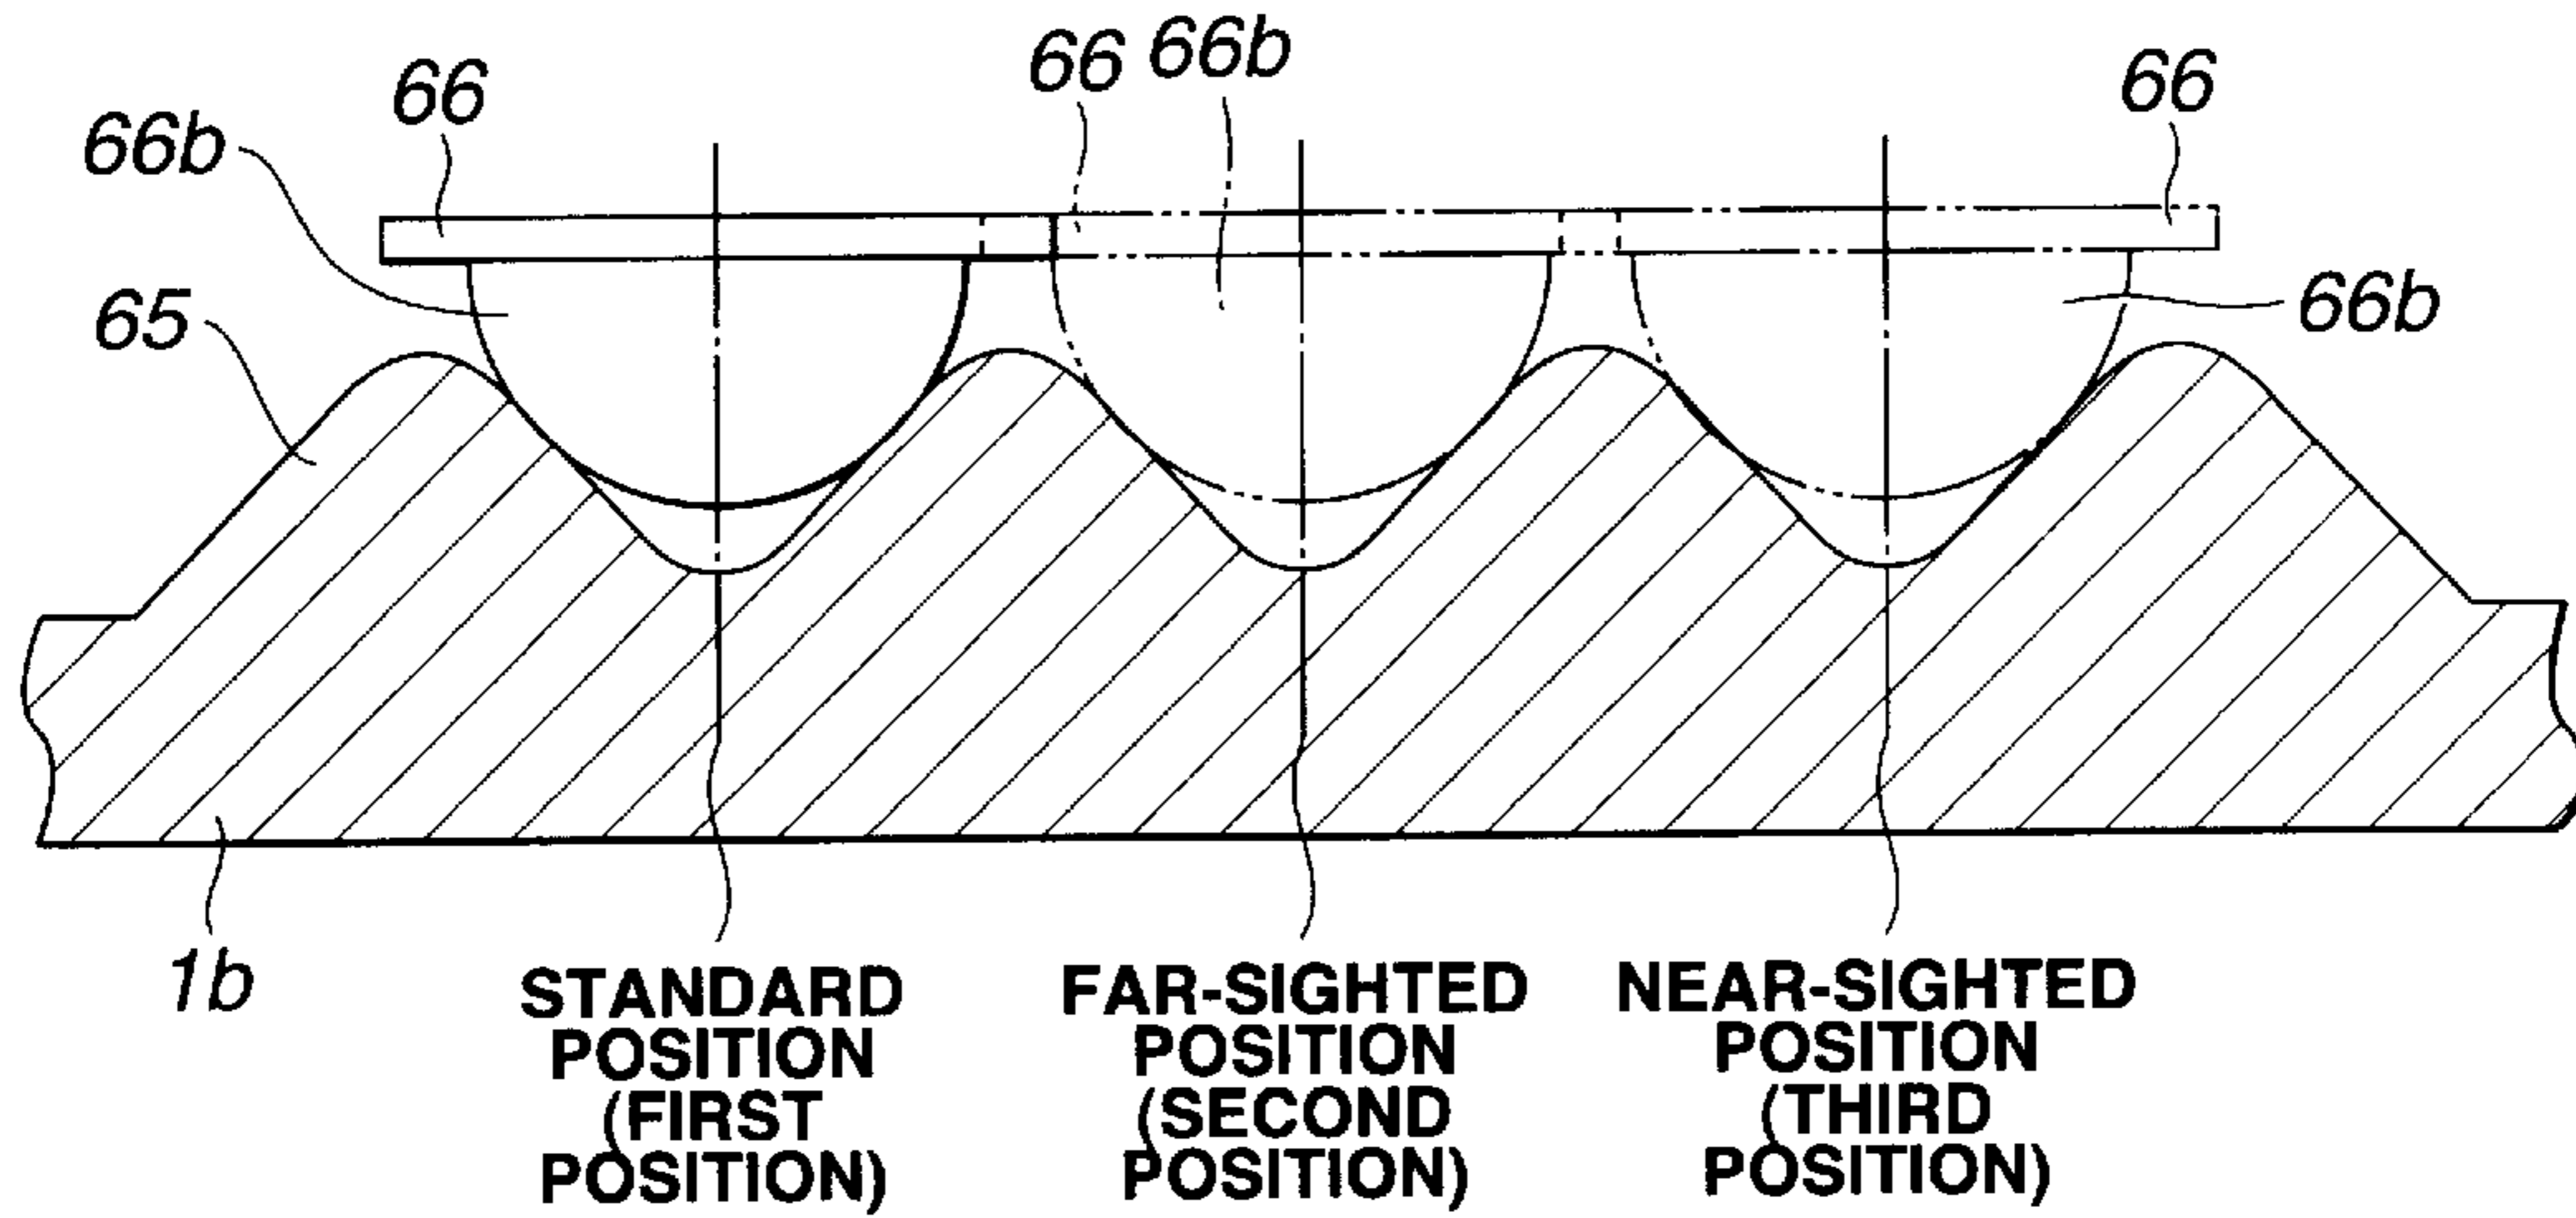 66
66b
66
66b
66
65
66b
1b
STANDARD
POSITION
(FIRST
POSITION)
FAR-SIGHTED
POSITION
(SECOND
POSITION)
NEAR-SIGHTED
POSITION
(THIRD
POSITION)